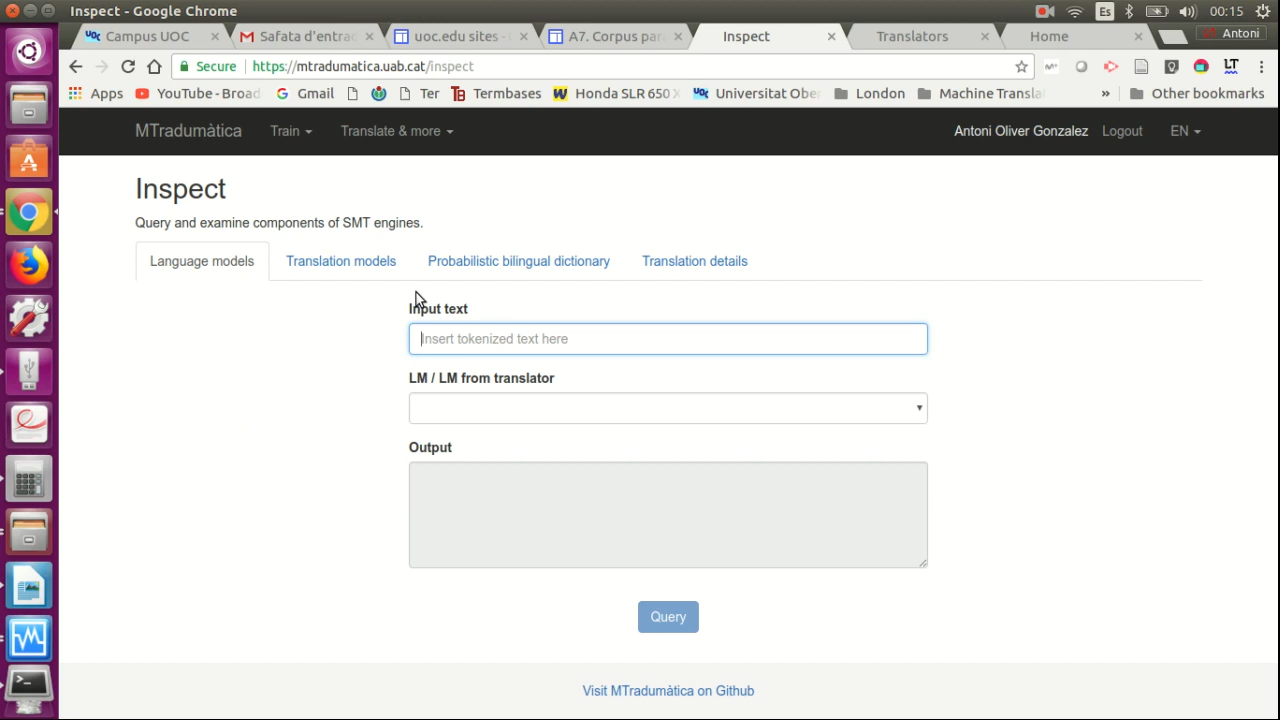 Inspect - Google Chrome
Es
00:15
Campus UOC
Safata d'entrac
uoc.edu sites -
A7. Corpus para
Inspect
Translators
Home
Antoni
Secure
https://mtradumatica.uab.cat/inspect
Apps
YouTube - Broad
Gmail
Ter
Termbases
Honda SLR 650 X
Universitat Ober
London
Machine Transla
»
Other bookmarks
MTradumàtica
Train
Translate & more
Antoni Oliver Gonzalez
Logout
EN
Inspect
Query and examine components of SMT engines.
Language models
Translation models
Probabilistic bilingual dictionary
Translation details
Input text
Insert tokenized text here
LM / LM from translator
Output
Query
Visit MTradumàtica on Github